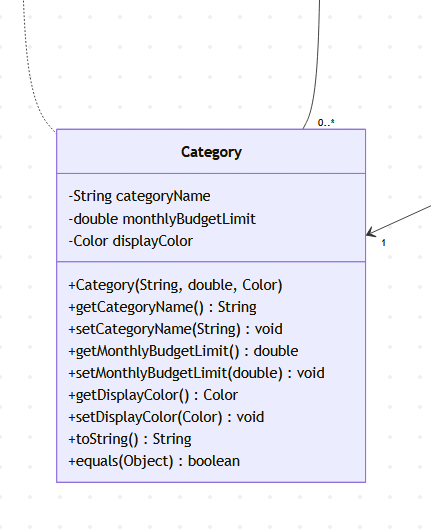 0..*
Category
-String categoryName
-double monthlyBudgetLimit
-Color displayColor
1
+Category(String, double, Color)
+getCategoryName() : String
+setCategoryName(String) : void
+getMonthlyBudgetLimit() : double
+setMonthlyBudgetLimit(double) : void
+getDisplayColor() : Color
+setDisplayColor(Color) : void
+toString() : String
+equals(Object) : boolean